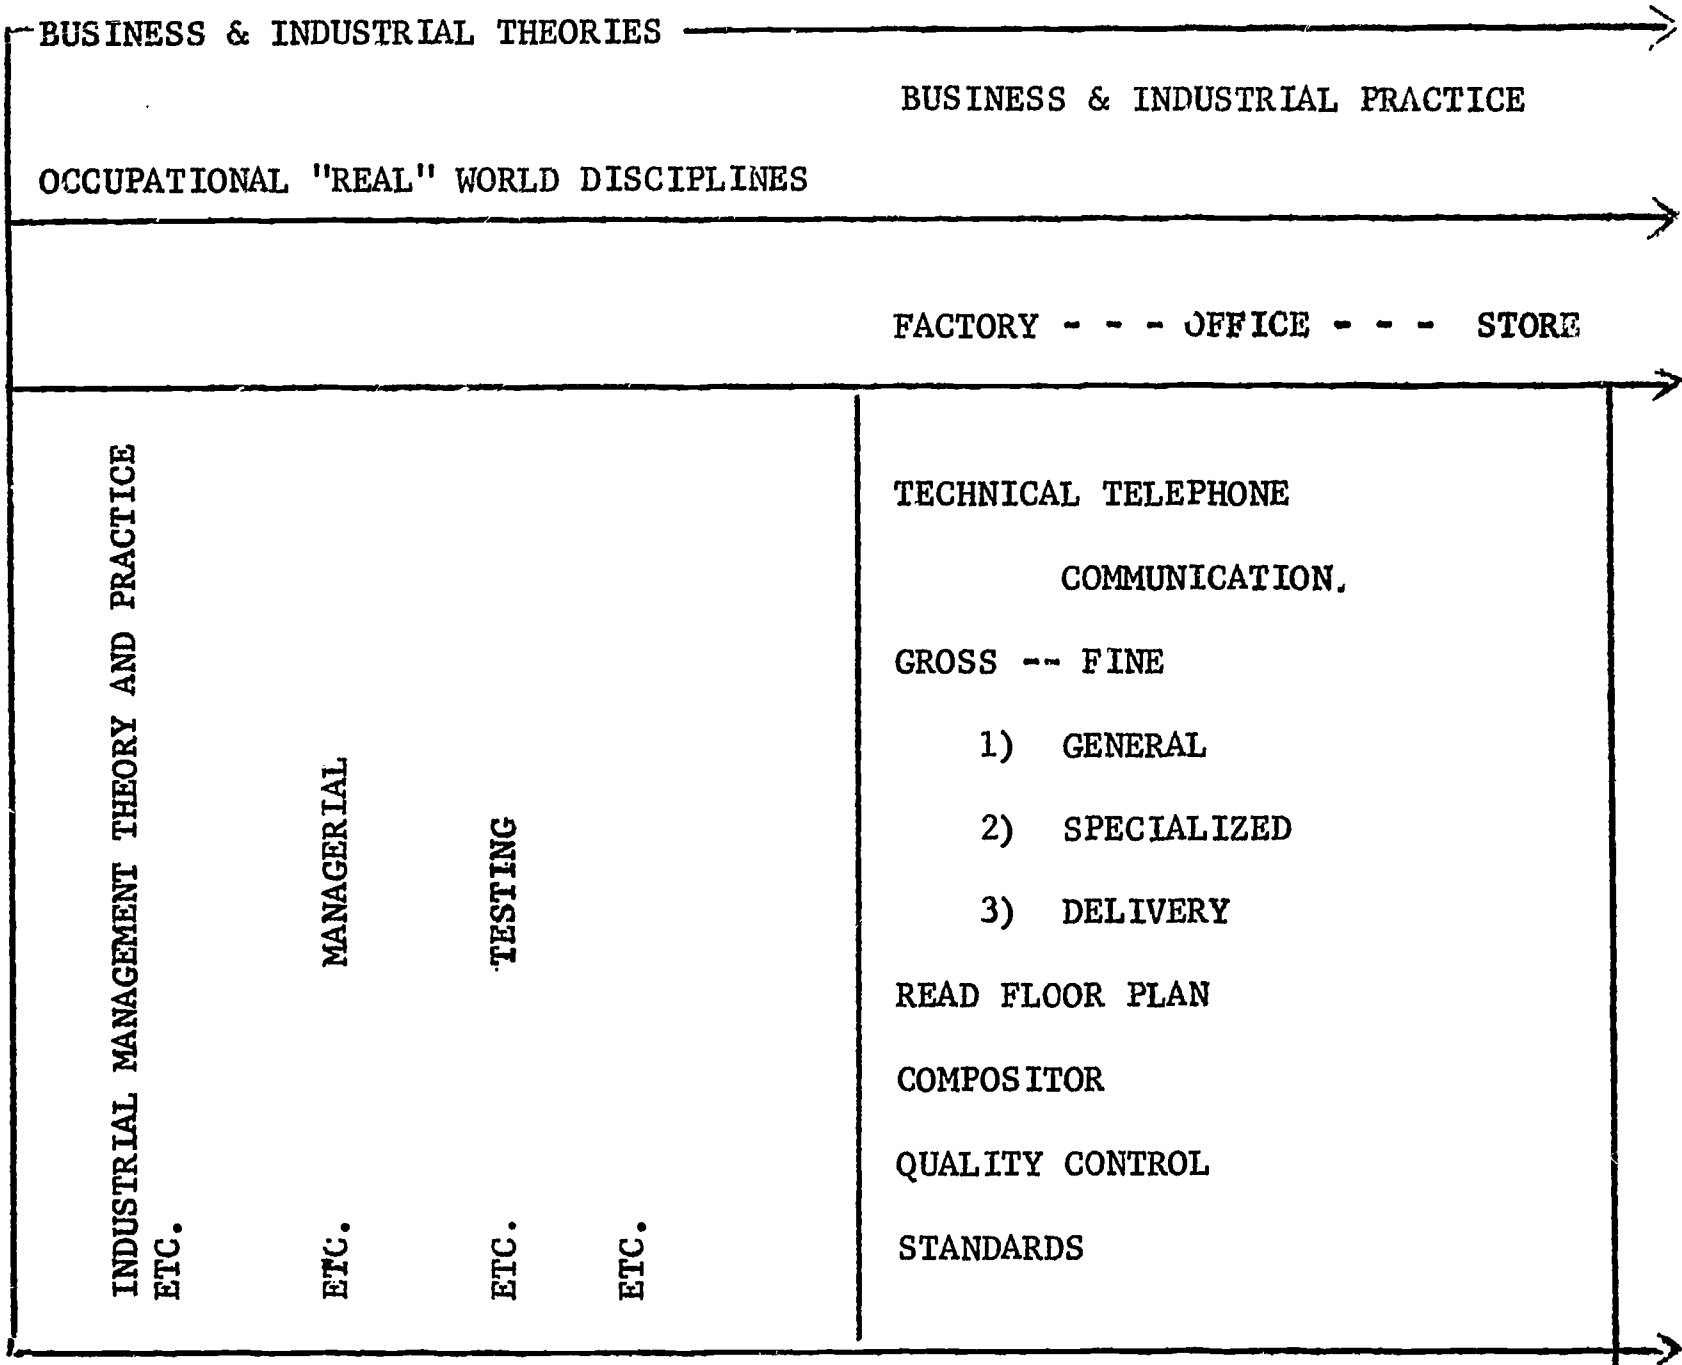 BUSINESS & INDUSTRIAL THEORIES
BUSINESS & INDUSTRIAL PRACTICE
OCCUPATIONAL "REAL" WORLD DISCIPLINES
FACTORY - - - OFFICE - - - STORE
INDUSTRIAL MANAGEMENT THEORY AND PRACTICE
ETC.
MANAGERIAL
ETC.
TESTING
ETC.
ETC.
TECHNICAL TELEPHONE
COMMUNICATION.
GROSS -- FINE
1) GENERAL
2) SPECIALIZED
3) DELIVERY
READ FLOOR PLAN
COMPOSITOR
QUALITY CONTROL
STANDARDS